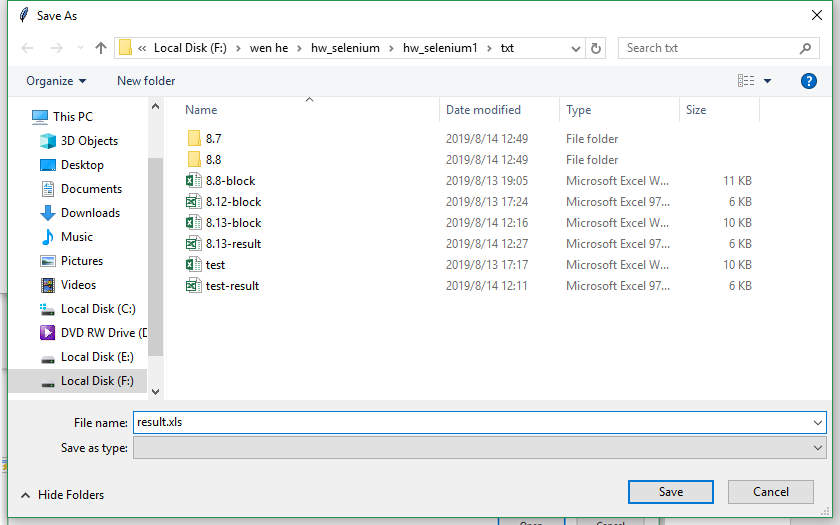 Save As
« Local Disk (F:) › wen he › hw_selenium › hw_selenium1 › txt
Search txt
Organize
New folder
This PC
3D Objects
Desktop
Documents
Downloads
Music
Pictures
Videos
Local Disk (C:)
DVD RW Drive (D
Local Disk (E:)
Local Disk (F:)
Name Date modified Type Size
8.7 2019/8/14 12:49 File folder
8.8 2019/8/14 12:49 File folder
8.8-block 2019/8/13 19:05 Microsoft Excel W... 11 KB
8.12-block 2019/8/13 17:24 Microsoft Excel 97... 6 KB
8.13-block 2019/8/14 12:16 Microsoft Excel W... 10 KB
8.13-result 2019/8/14 12:27 Microsoft Excel 97... 6 KB
test 2019/8/13 17:17 Microsoft Excel W... 10 KB
test-result 2019/8/14 12:11 Microsoft Excel 97... 6 KB
File name: result.xls
Save as type:
Hide Folders
Save
Cancel